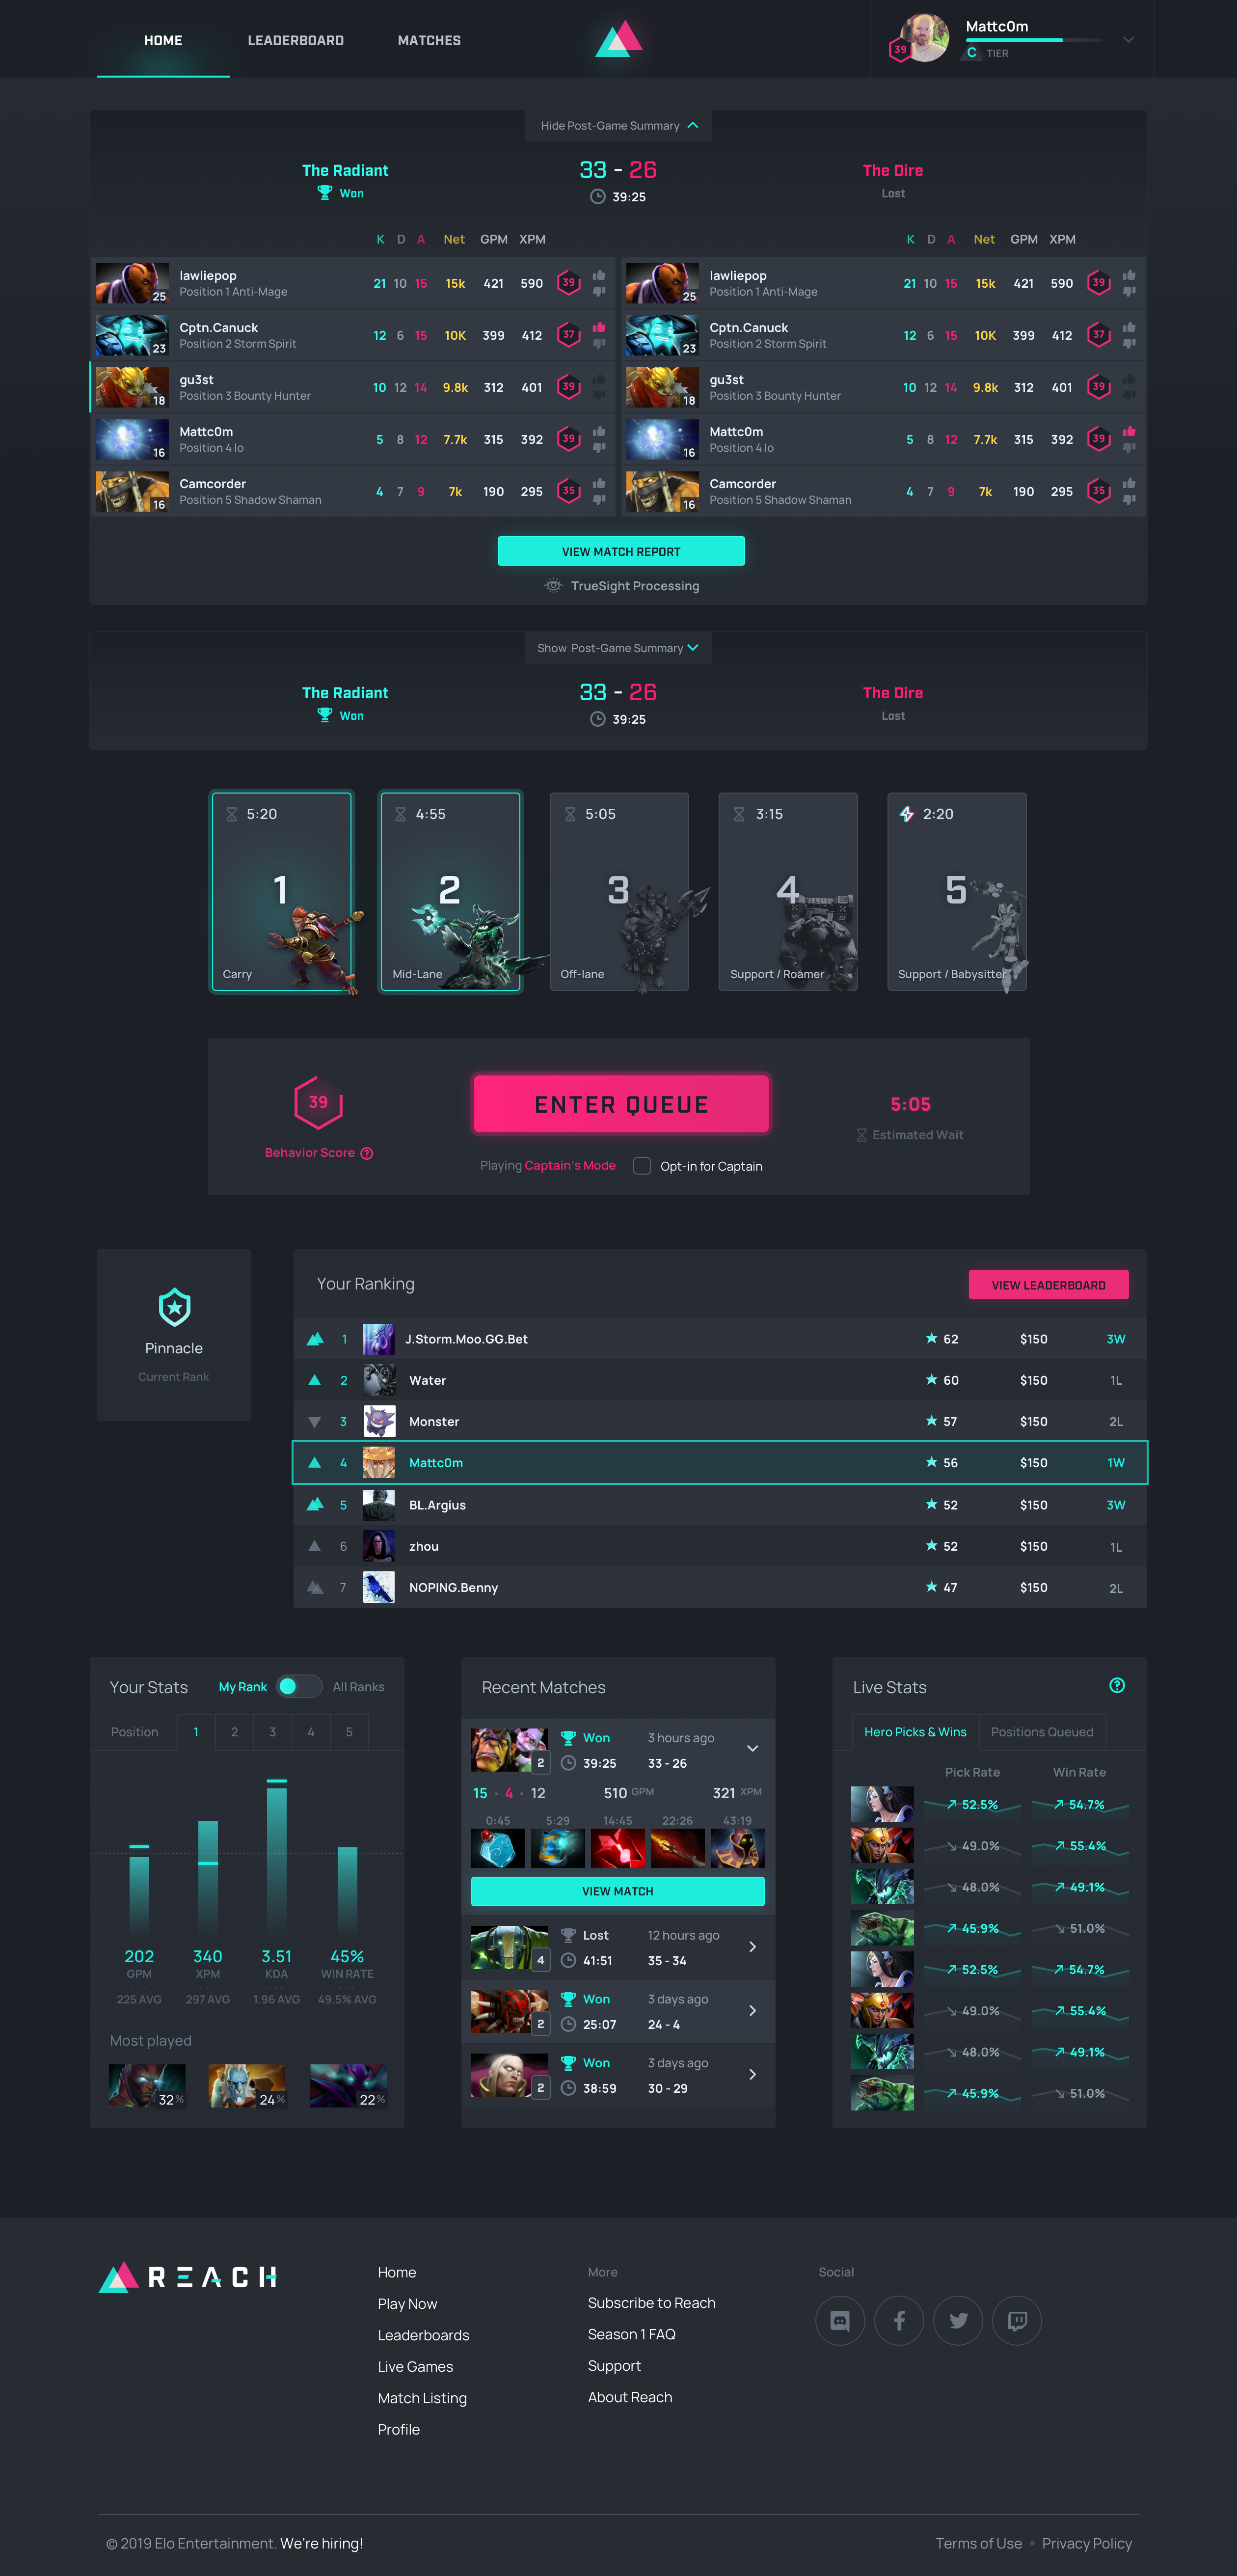 HOME LEADERBOARD MATCHES
Mattc0m
39
C TIER
Hide Post-Game Summary
The Radiant 33 - 26 The Dire
Won 39:25 Lost
K D A Net GPM XPM K D A Net GPM XPM
lawliepop 21 10 15 15k 421 590 39 lawliepop 21 10 15 15k 421 590 39
25 Position 1 Anti-Mage 25 Position 1 Anti-Mage
Cptn.Canuck 12 6 15 10K 399 412 37 Cptn.Canuck 12 6 15 10K 399 412 37
23 Position 2 Storm Spirit 23 Position 2 Storm Spirit
gu3st 10 12 14 9.8k 312 401 39 gu3st 10 12 14 9.8k 312 401 39
18 Position 3 Bounty Hunter 18 Position 3 Bounty Hunter
Mattc0m 5 8 12 7.7k 315 392 39 Mattc0m 5 8 12 7.7k 315 392 39
16 Position 4 Io 16 Position 4 Io
Camcorder 4 7 9 7k 190 295 35 Camcorder 4 7 9 7k 190 295 35
16 Position 5 Shadow Shaman 16 Position 5 Shadow Shaman
VIEW MATCH REPORT
TrueSight Processing
Show Post-Game Summary
The Radiant 33 - 26 The Dire
Won 39:25 Lost
5:20 4:55 5:05 3:15 2:20
1 2 3 4 5
Carry Mid-Lane Off-lane Support / Roamer Support / Babysitter
39 ENTER QUEUE 5:05
Behavior Score Estimated Wait
Playing Captain's Mode Opt-in for Captain
Pinnacle
Current Rank
Your Ranking VIEW LEADERBOARD
1 J.Storm.Moo.GG.Bet 62 $150 3W
2 Water 60 $150 1L
3 Monster 57 $150 2L
4 Mattc0m 56 $150 1W
5 BL.Argius 52 $150 3W
6 zhou 52 $150 1L
7 NOPING.Benny 47 $150 2L
Your Stats My Rank All Ranks
Position 1 2 3 4 5
202 340 3.51 45%
GPM XPM KDA WIN RATE
225 AVG 297 AVG 1.96 AVG 49.5% AVG
Most played
32% 24% 22%
Recent Matches
Won 3 hours ago
2 39:25 33 - 26
15 • 4 • 12 510 GPM 321 XPM
0:45 5:29 14:45 22:26 43:19
VIEW MATCH
Lost 12 hours ago
4 41:51 35 - 34
Won 3 days ago
2 25:07 24 - 4
Won 3 days ago
2 38:59 30 - 29
Live Stats
Hero Picks & Wins Positions Queued
Pick Rate Win Rate
52.5% 54.7%
49.0% 55.4%
48.0% 49.1%
45.9% 51.0%
52.5% 54.7%
49.0% 55.4%
48.0% 49.1%
45.9% 51.0%
REACH
Home
Play Now
Leaderboards
Live Games
Match Listing
Profile
More
Subscribe to Reach
Season 1 FAQ
Support
About Reach
Social
© 2019 Elo Entertainment. We're hiring! Terms of Use • Privacy Policy